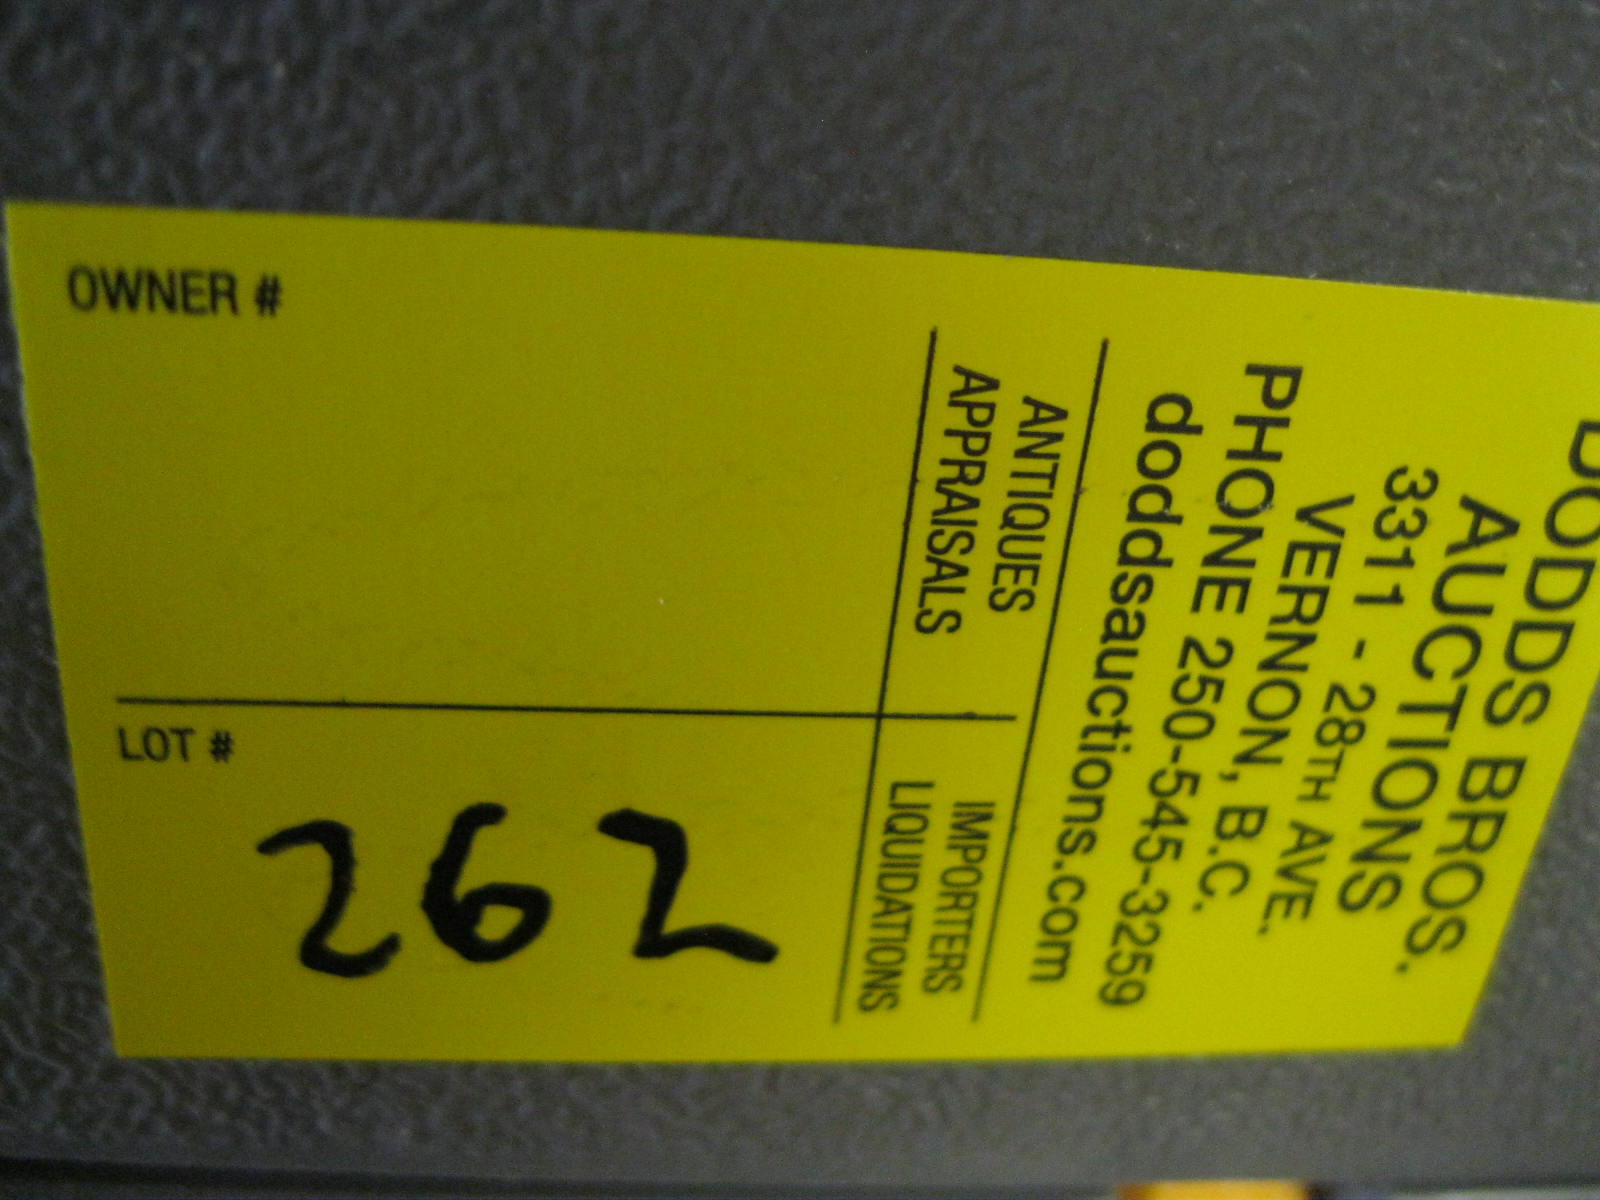 DODDS BROS.
AUCTIONS
3311 - 28TH AVE.
VERNON, B.C.
PHONE 250-545-3259
doddsauctions.com
ANTIQUES
APPRAISALS
IMPORTERS
LIQUIDATIONS
OWNER #
LOT #
262